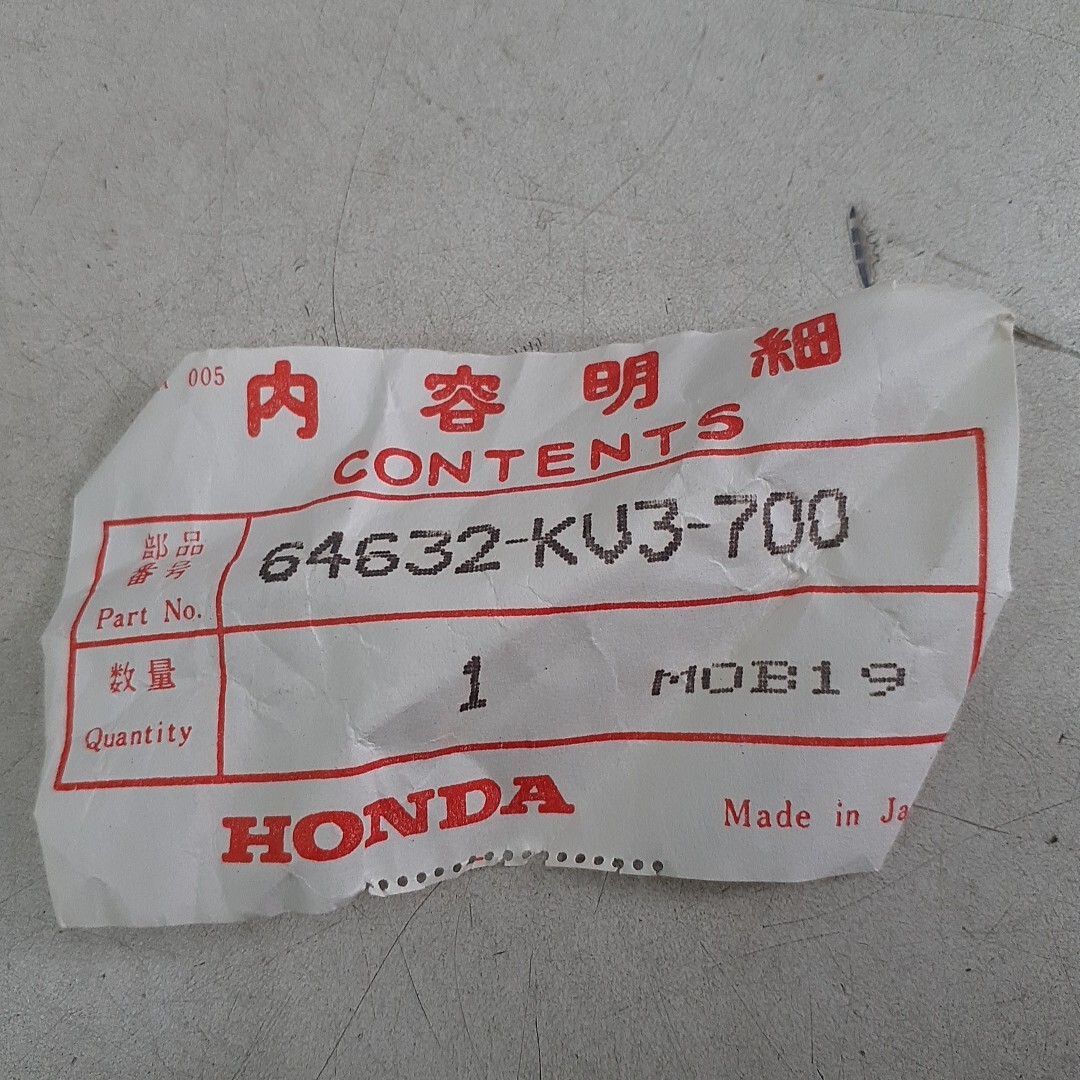 005
内容明細
CONTENTS
部品
番号
Part No.
64632-KV3-700
数量
Quantity
1 MOB19
HONDA
Made in Ja